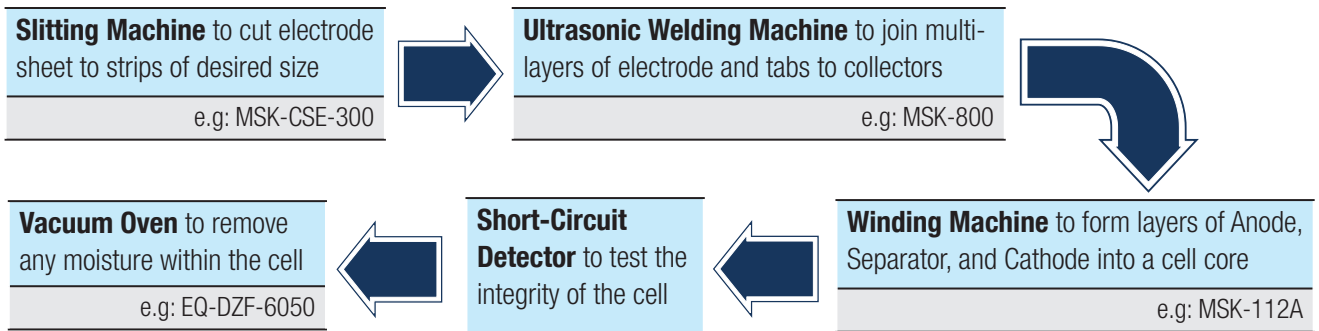 Slitting Machine to cut electrode
sheet to strips of desired size
e.g: MSK-CSE-300
Ultrasonic Welding Machine to join multi-
layers of electrode and tabs to collectors
e.g: MSK-800
Winding Machine to form layers of Anode,
Separator, and Cathode into a cell core
e.g: MSK-112A
Short-Circuit
Detector to test the
integrity of the cell
Vacuum Oven to remove
any moisture within the cell
e.g: EQ-DZF-6050